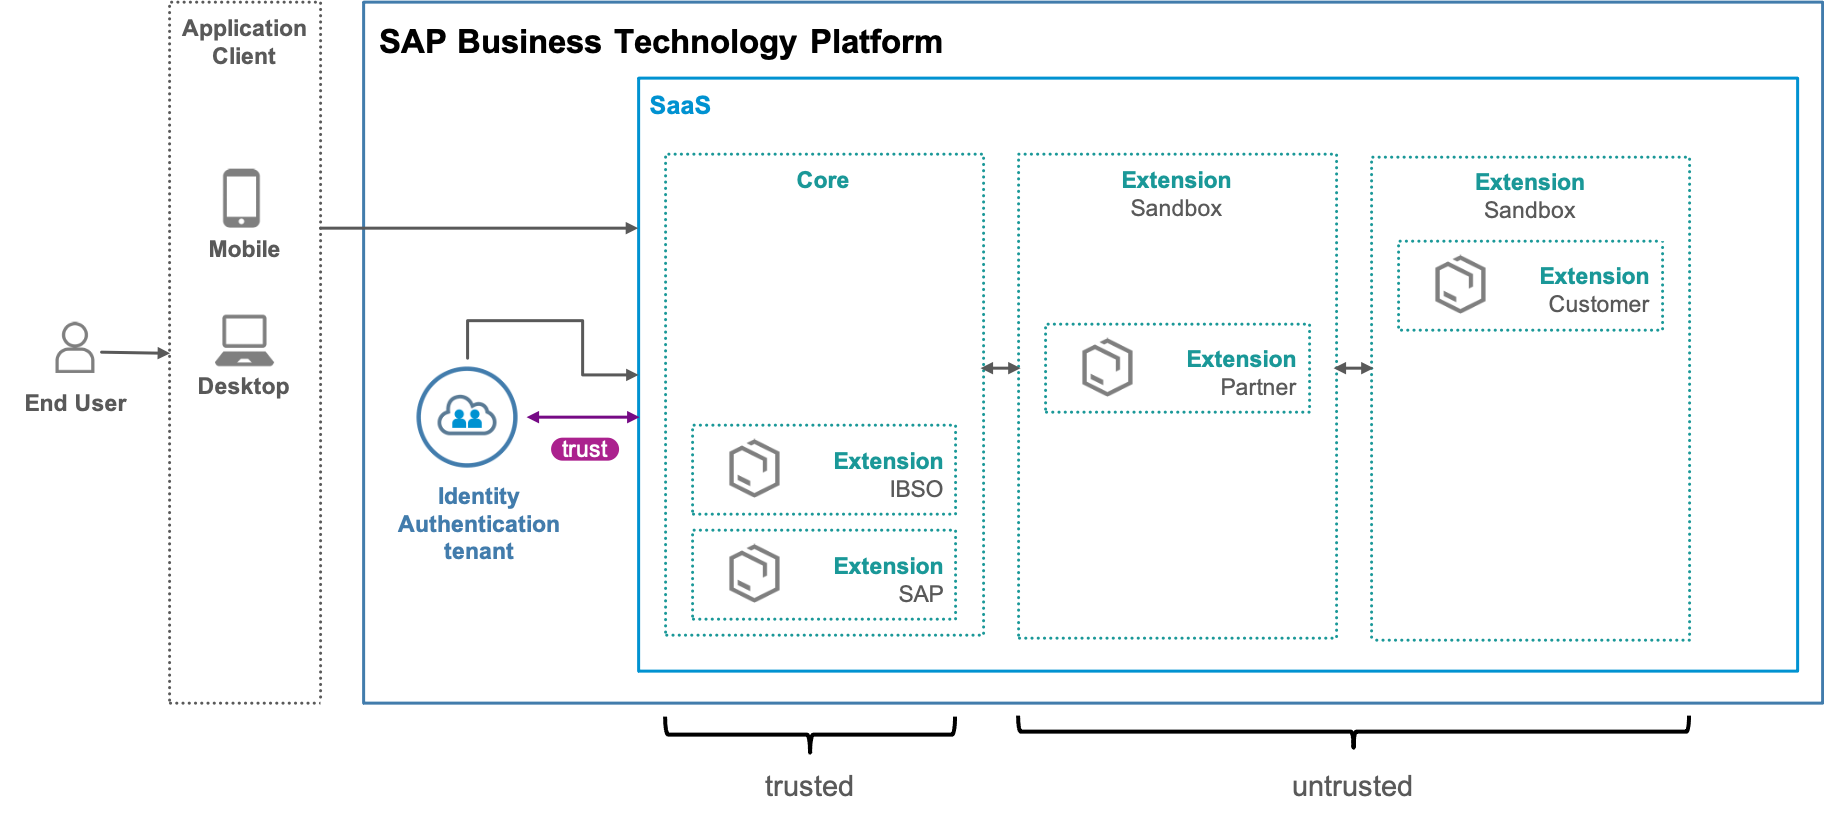 Application
Client
SAP Business Technology Platform
SaaS
Mobile
Desktop
End User
trust
Identity
Authentication
tenant
Core
Extension
IBSO
Extension
SAP
Extension
Sandbox
Extension
Partner
Extension
Sandbox
Extension
Customer
trusted
untrusted